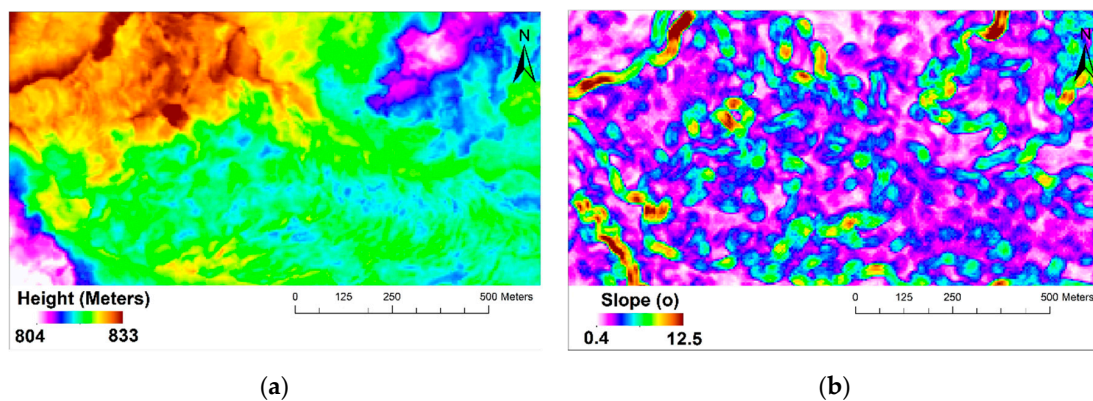 N
Height (Meters)
804 833
0 125 250 500 Meters
(a)
N
Slope (o)
0.4 12.5
0 125 250 500 Meters
(b)